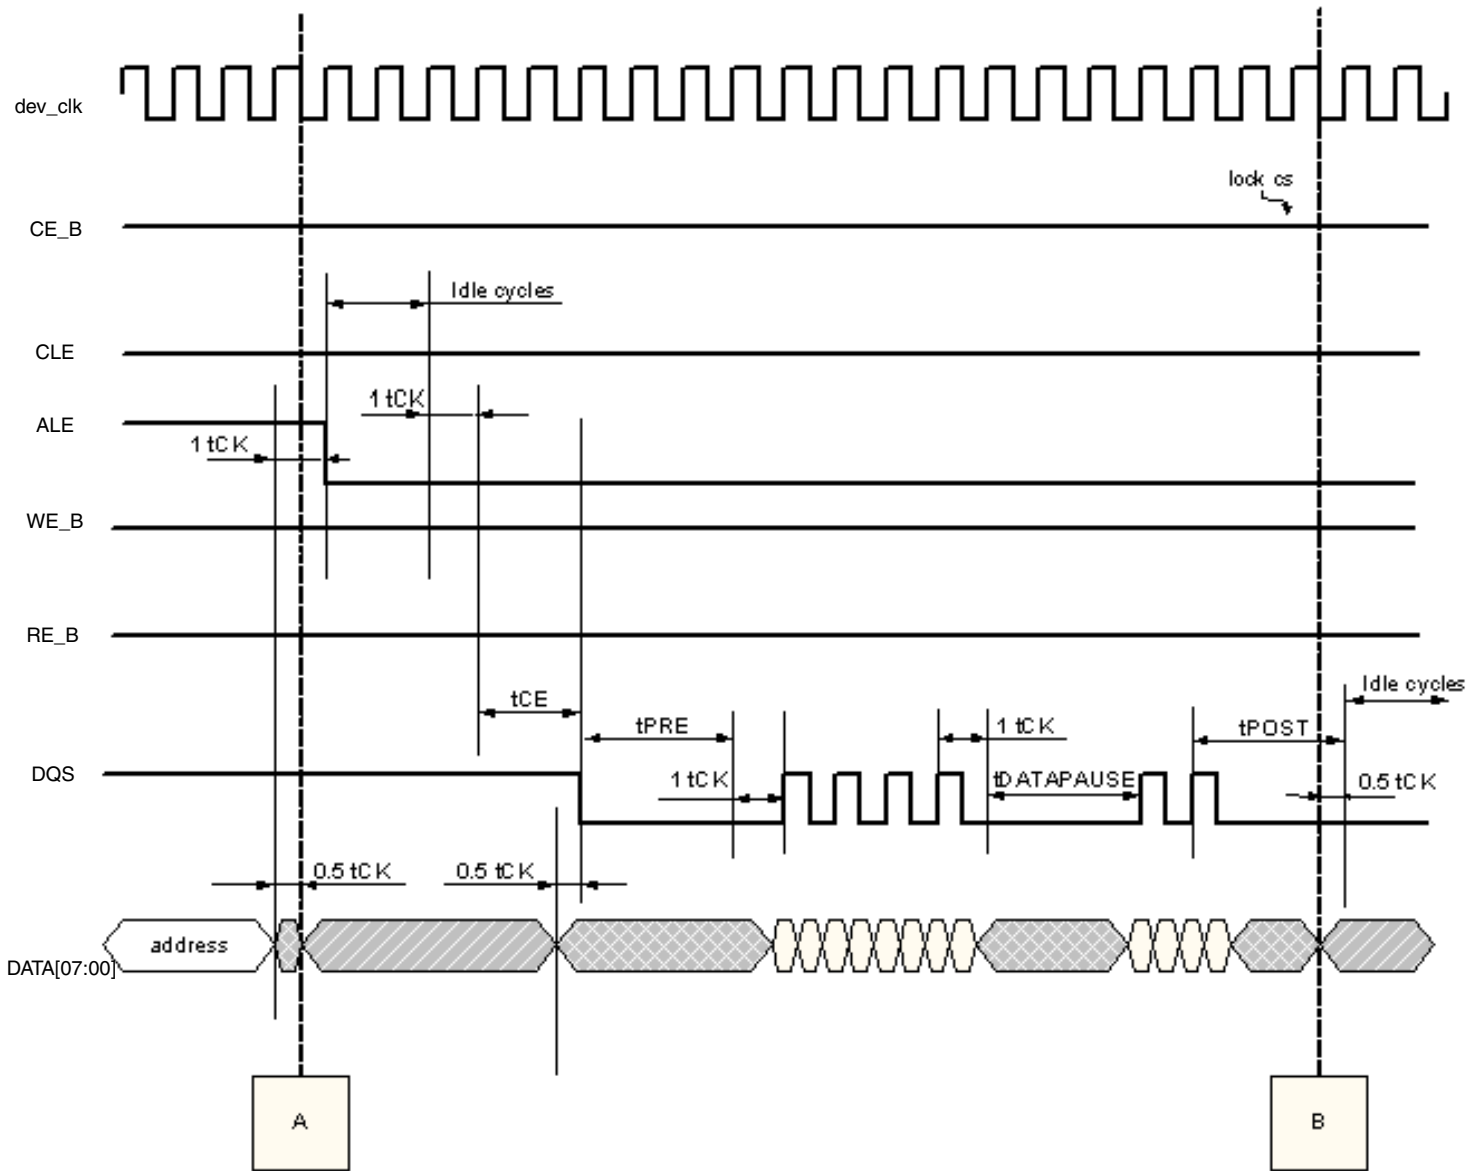 dev_clk
lock cs
CE_B
Idle cycles
CLE
1 tCK
ALE
1 tCK
WE_B
RE_B
Idle cycles
tCE
tPRE
1 tCK
tPOST
DQS
1 tCK
tDATAPAUSE
0.5 tCK
0.5 tCK
0.5 tCK
address
DATA[07:00]
A
B